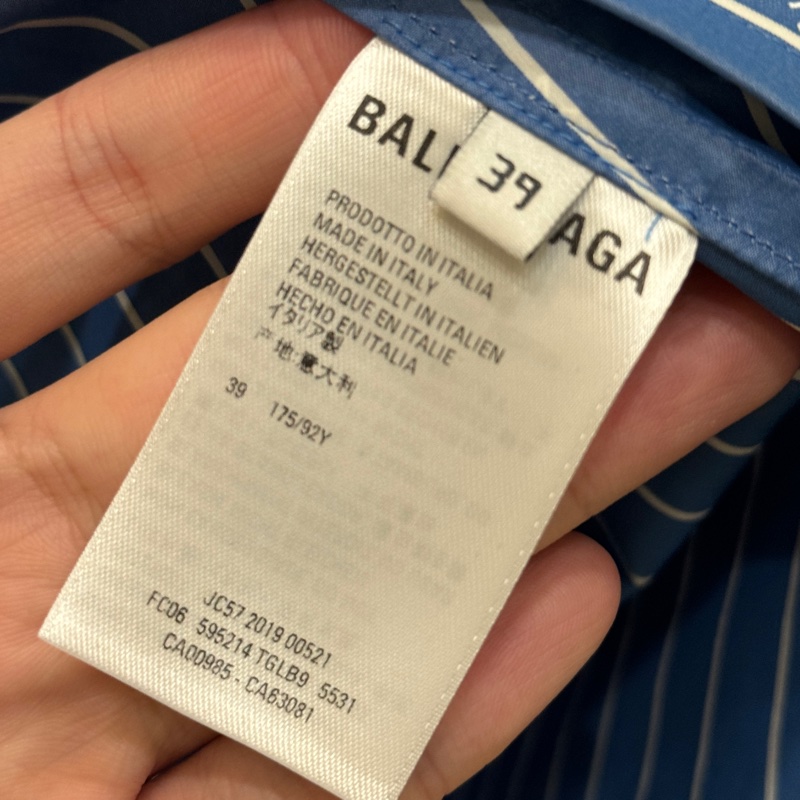 BAL
39
AGA
PRODOTTO IN ITALIA
MADE IN ITALY
HERGESTELLT IN ITALIEN
FABRIQUE EN ITALIE
HECHO EN ITALIA
イタリア製
产地:意大利
39 175/92Y
JC57 2019 00521
FC06 595214 TGLB9 5531
CA00985 - CA63081